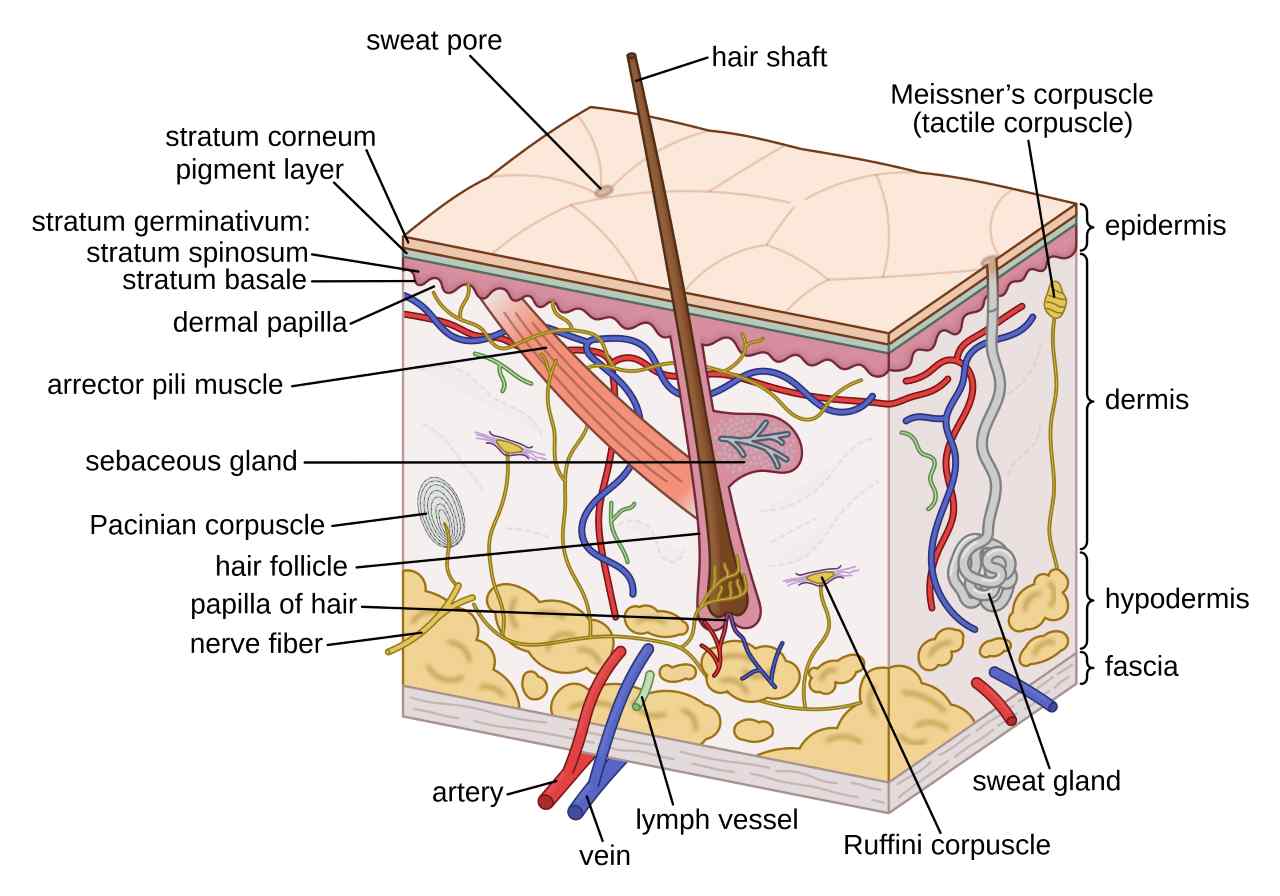 sweat pore
hair shaft
Meissner’s corpuscle
(tactile corpuscle)
stratum corneum
pigment layer
stratum germinativum:
stratum spinosum
stratum basale
dermal papilla
arrector pili muscle
sebaceous gland
Pacinian corpuscle
hair follicle
papilla of hair
nerve fiber
epidermis
dermis
hypodermis
fascia
artery
vein
lymph vessel
sweat gland
Ruffini corpuscle